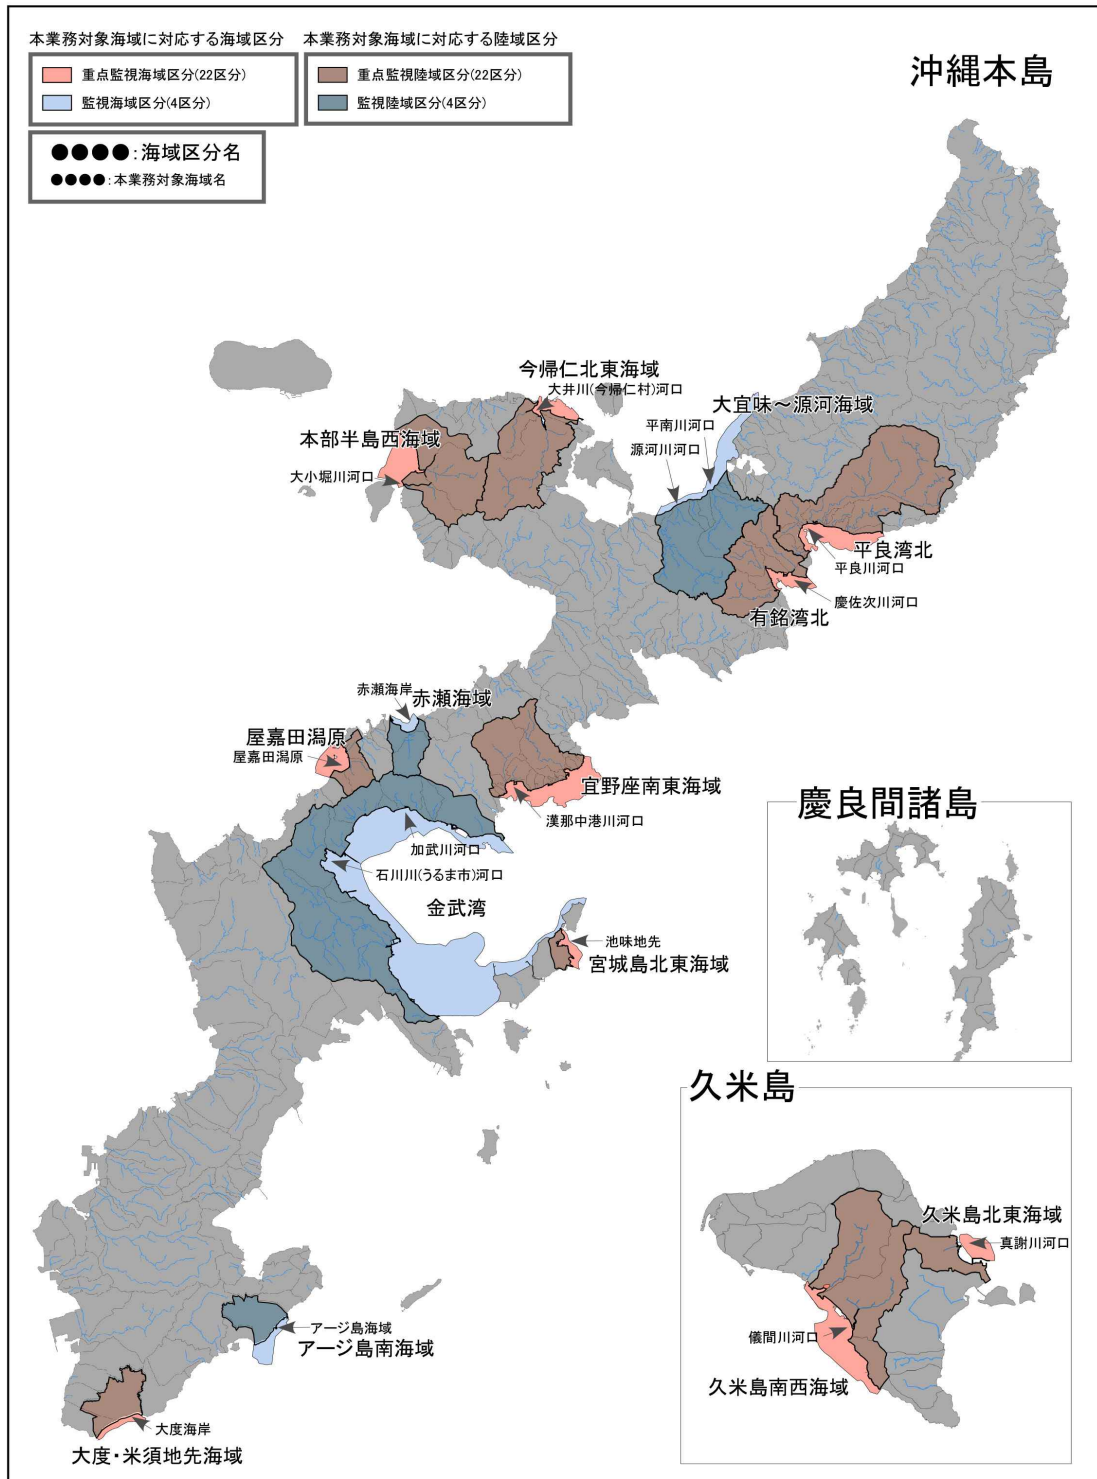 本業務対象海域に対応する海域区分
重点監視海域区分(22区分)
監視海域区分(4区分)
本業務対象海域に対応する陸域区分
重点監視陸域区分(22区分)
監視陸域区分(4区分)
●●●●:海域区分名
●●●●:本業務対象海域名
沖縄本島
今帰仁北東海域
大井川(今帰仁村)河口
大宜味～源河海域
平南川河口
源河川河口
本部半島西海域
大小堀川河口
平良湾北
平良川河口
慶佐次川河口
有銘湾北
赤瀬海岸
赤瀬海域
屋嘉田潟原
屋嘉田潟原
宜野座南東海域
漢那中港川河口
加武川河口
石川川(うるま市)河口
金武湾
池味地先
宮城島北東海域
慶良間諸島
久米島
久米島北東海域
真謝川河口
儀間川河口
久米島南西海域
アージ島海域
アージ島南海域
大度海岸
大度・米須地先海域